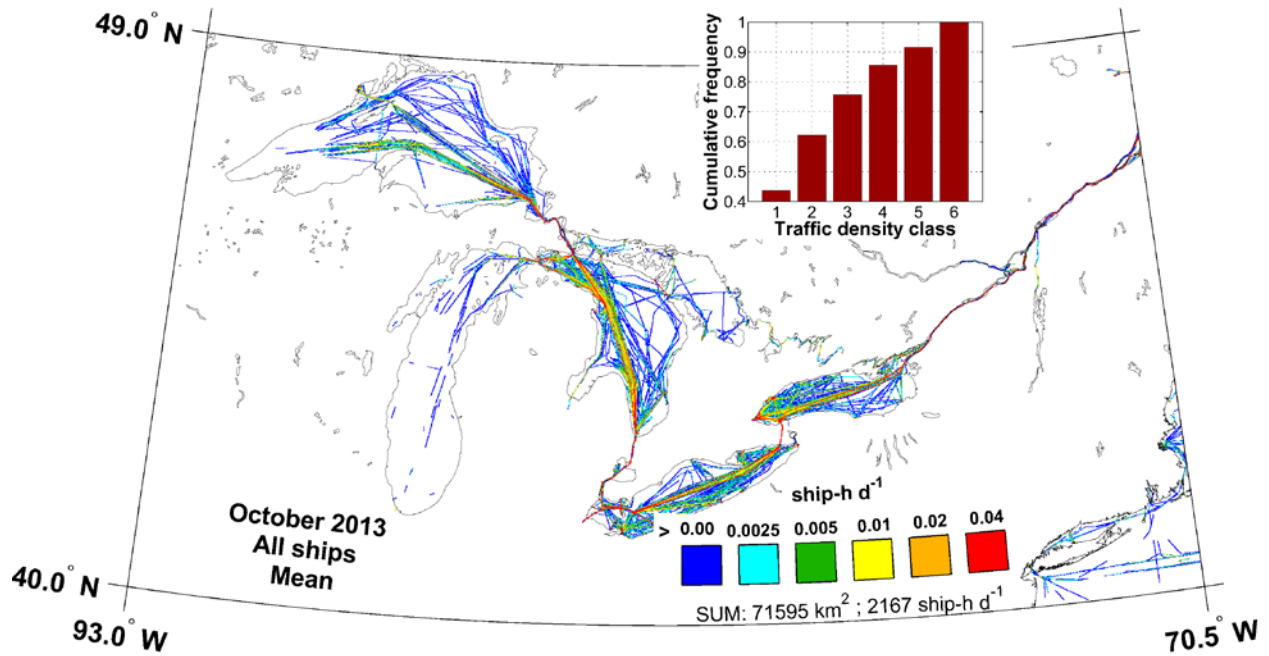 49.0° N
Cumulative frequency
1
0.9
0.8
0.7
0.6
0.5
0.4
1 2 3 4 5 6
Traffic density class
October 2013
All ships
Mean
ship-h d⁻¹
> 0.00 0.0025 0.005 0.01 0.02 0.04
SUM: 71595 km² ; 2167 ship-h d⁻¹
40.0° N
93.0° W
70.5° W